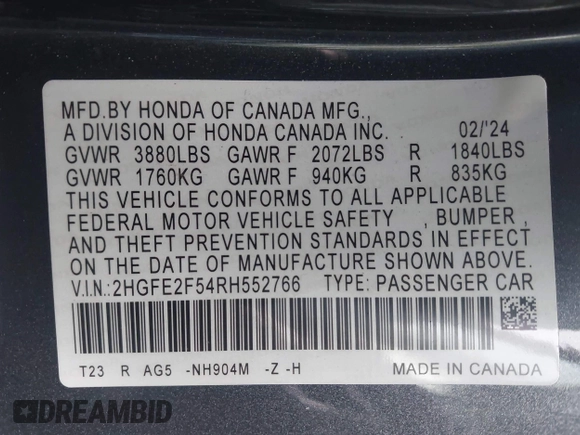 MFD.BY HONDA OF CANADA MFG.,
A DIVISION OF HONDA CANADA INC. 02/'24
GVWR 3880LBS GAWR F 2072LBS R 1840LBS
GVWR 1760KG GAWR F 940KG R 835KG
THIS VEHICLE CONFORMS TO ALL APPLICABLE
FEDERAL MOTOR VEHICLE SAFETY , BUMPER ,
AND THEFT PREVENTION STANDARDS IN EFFECT
ON THE DATE OF MANUFACTURE SHOWN ABOVE.
V.I.N.:2HGFE2F54RH552766 TYPE: PASSENGER CAR
T23 R AG5 -NH904M -Z -H MADE IN CANADA
DREAMBID